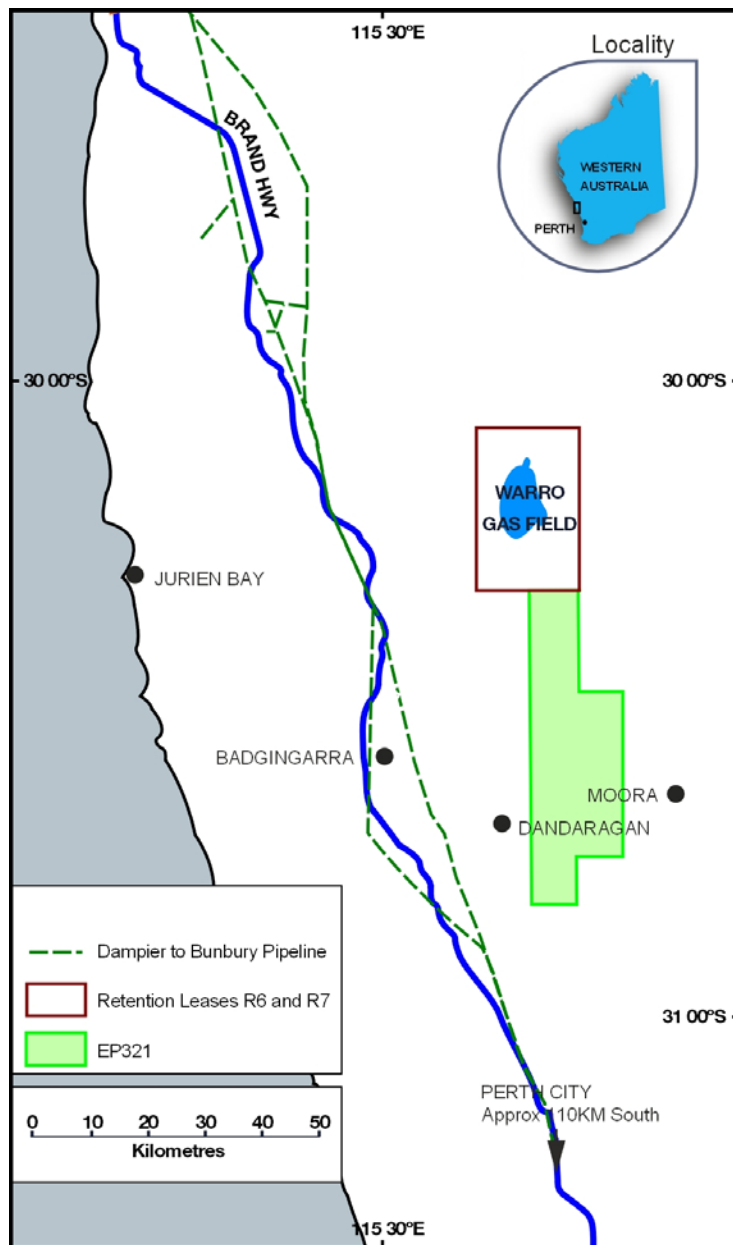 115 30ºE
Locality
WESTERN
AUSTRALIA
PERTH
BRAND HWY
30 00ºS
30 00ºS
WARRO
GAS FIELD
JURIEN BAY
BADGINGARRA
MOORA
DANDARAGAN
Dampier to Bunbury Pipeline
Retention Leases R6 and R7
EP321
31 00ºS
PERTH CITY
Approx 110KM South
0 10 20 30 40 50
Kilometres
115 30ºE